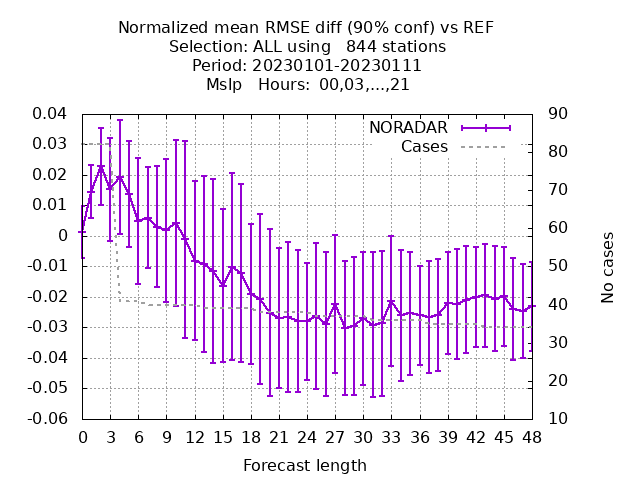 Normalized mean RMSE diff (90% conf) vs REF
Selection: ALL using   844 stations
Period: 20230101-20230111
Mslp   Hours:  00,03,...,21
NORADAR
Cases
0.04
0.03
0.02
0.01
0
-0.01
-0.02
-0.03
-0.04
-0.05
-0.06
90
80
70
60
50
40
30
20
10
No cases
0 3 6 9 12 15 18 21 24 27 30 33 36 39 42 45 48
Forecast length